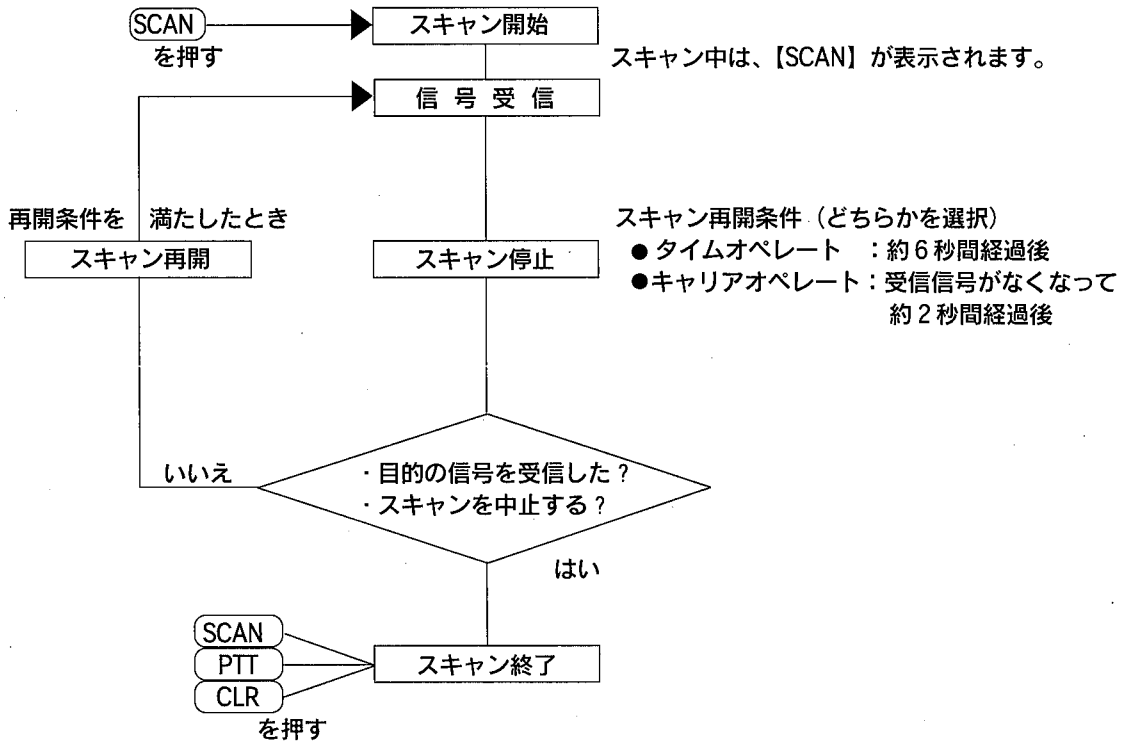 SCAN
を押す
スキャン開始
スキャン中は、【SCAN】が表示されます。
信号受信
再開条件を 満たしたとき
スキャン再開
スキャン停止
スキャン再開条件（どちらかを選択）
●タイムオペレート ：約６秒間経過後
●キャリアオペレート：受信信号がなくなって
約２秒間経過後
いいえ
・目的の信号を受信した？
・スキャンを中止する？
はい
SCAN
PTT
CLR
を押す
スキャン終了